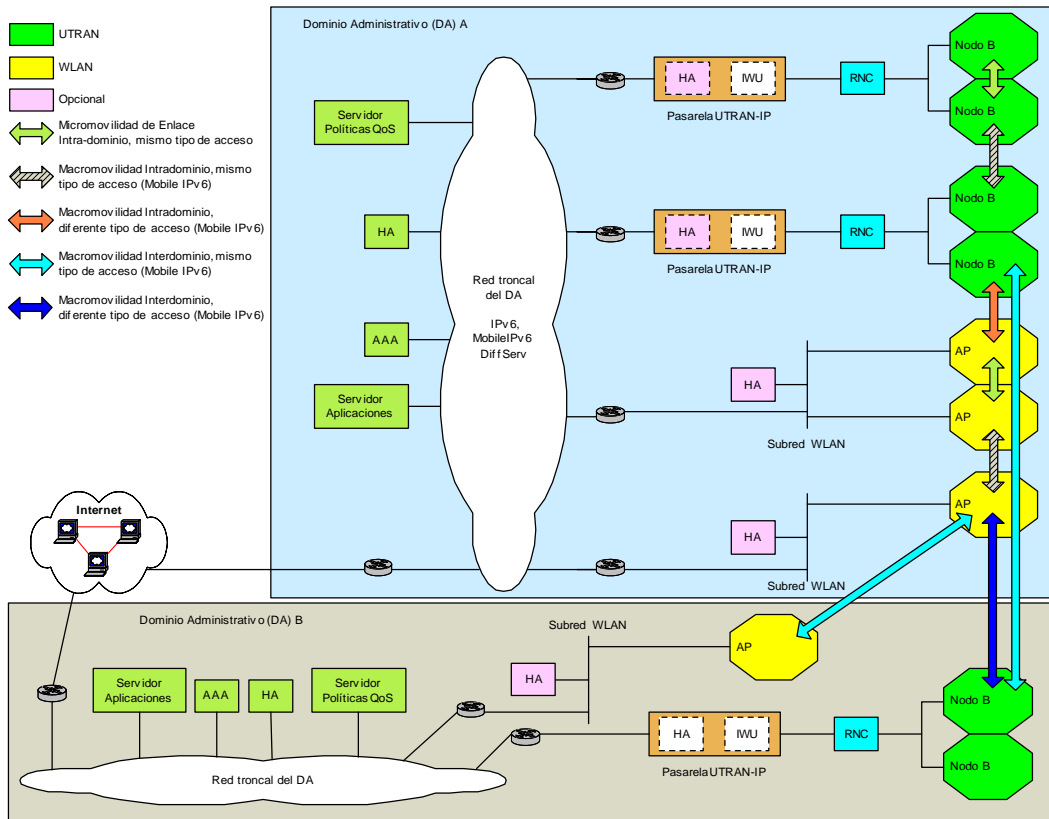 UTRAN
WLAN
Opcional
Micromovilidad de Enlace
Intra-dominio, mismo tipo de acceso
Macromovilidad Intradominio, mismo
tipo de acceso (Mobile IPv6)
Macromovilidad Intradominio,
diferente tipo de acceso (Mobile IPv6)
Macromovilidad Interdominio, mismo
tipo de acceso (Mobile IPv6)
Macromovilidad Interdominio,
diferente tipo de acceso (Mobile IPv6)
Dominio Administrativo (DA) A
HA
IWU
Pasarela UTRAN-IP
RNC
Nodo B
Nodo B
Servidor
Políticas QoS
HA
HA
IWU
Pasarela UTRAN-IP
RNC
Nodo B
Nodo B
Red troncal
del DA
IPv6,
MobileIPv6
DiffServ
AAA
Servidor
Aplicaciones
HA
Subred WLAN
AP
AP
HA
Subred WLAN
AP
Internet
Dominio Administrativo (DA) B
Subred WLAN
HA
AP
Servidor
Aplicaciones
AAA
HA
Servidor
Políticas QoS
Red troncal del DA
HA
IWU
Pasarela UTRAN-IP
RNC
Nodo B
Nodo B